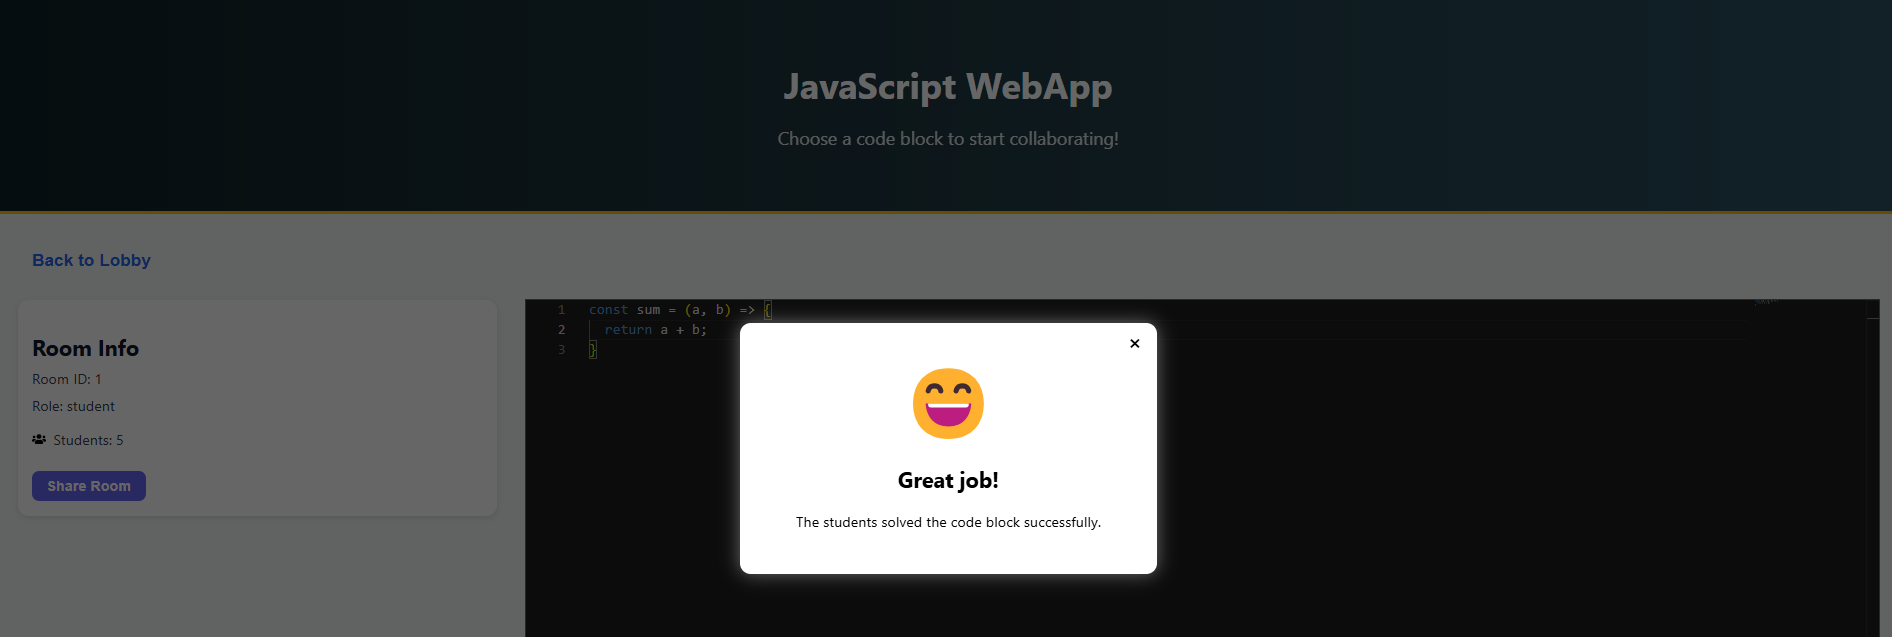 JavaScript WebApp
Choose a code block to start collaborating!
Back to Lobby
Room Info
Room ID: 1
Role: student
Students: 5
Share Room
1 const sum = (a, b) => {
2 return a + b;
3 }
×
Great job!
The students solved the code block successfully.